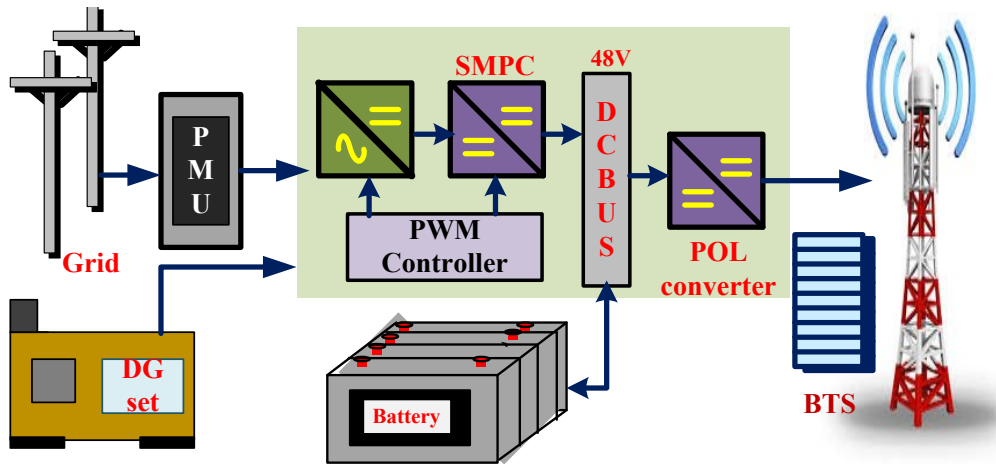 SMPC
48V
P
M
U
D
C
B
U
S
Grid
PWM
Controller
POL
converter
DG
set
Battery
BTS